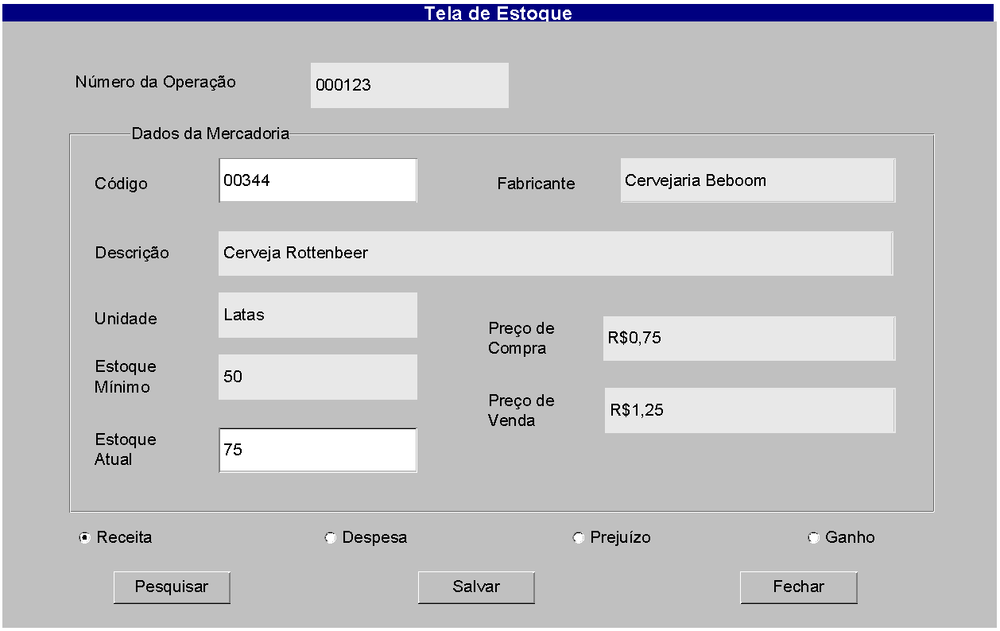 Tela de Estoque
Número da Operação 000123
Dados da Mercadoria
Código 00344 Fabricante Cervejaria Beboom
Descrição Cerveja Rottenbeer
Unidade Latas
Preço de
Compra
R$0,75
Estoque
Mínimo
50
Preço de
Venda
R$1,25
Estoque
Atual
75
Receita Despesa Prejuízo Ganho
Pesquisar Salvar Fechar